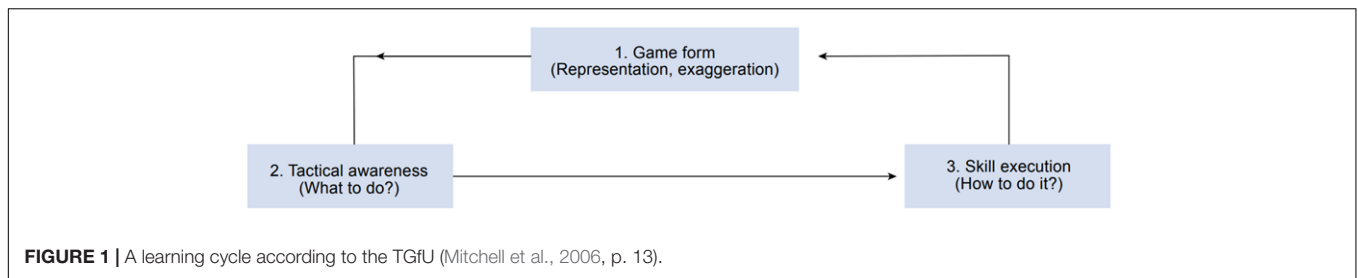 1. Game form
(Representation, exaggeration)
2. Tactical awareness
(What to do?)
3. Skill execution
(How to do it?)
FIGURE 1 | A learning cycle according to the TGfU (Mitchell et al., 2006, p. 13).